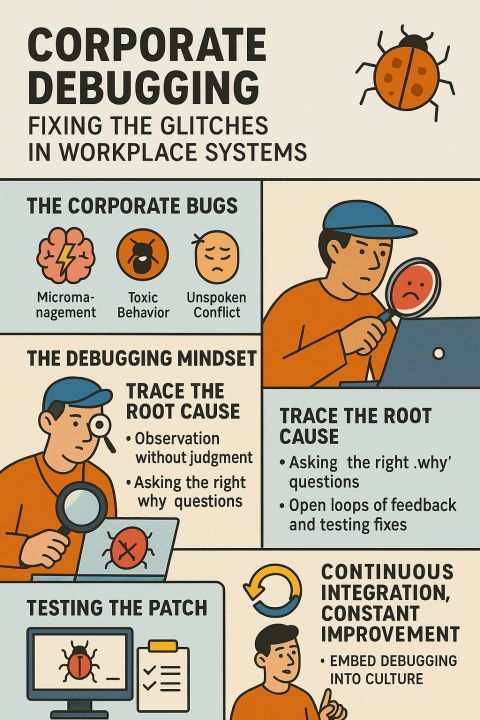 CORPORATE
DEBUGGING
FIXING THE GLITCHES
IN WORKPLACE SYSTEMS
THE CORPORATE BUGS
Microma-
nagement
Toxic
Behavior
Unspoken
Conflict
THE DEBUGGING MINDSET
TRACE THE
ROOT CAUSE
• Observation
without judgment
• Asking the right
why questions
TRACE THE ROOT
CAUSE
• Asking the right .why'
questions
• Open loops of feedback
and testing fixes
TESTING THE PATCH
CONTINUOUS
INTEGRATION,
CONSTANT
IMPROVEMENT
• EMBED DEBUGGING
INTO CULTURE